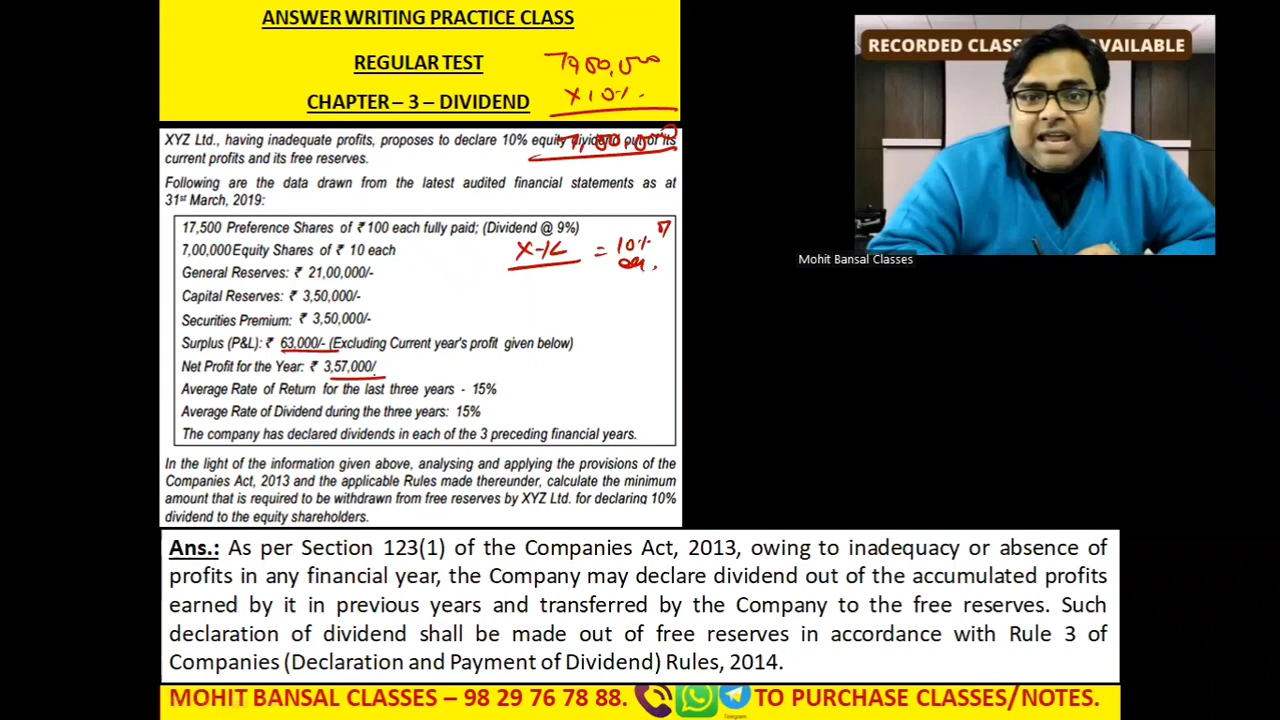 ANSWER WRITING PRACTICE CLASS
REGULAR TEST
CHAPTER – 3 – DIVIDEND
X10%
RECORDED CLASS AVAILABLE
Mohit Bansal Classes
XYZ Ltd., having inadequate profits, proposes to declare 10% equity dividend out of its
current profits and its free reserves.
Following are the data drawn from the latest audited financial statements as at
31st March, 2019:
17,500 Preference Shares of ₹ 100 each fully paid; (Dividend @ 9%)
7,00,000 Equity Shares of ₹ 10 each
= 10%
General Reserves: ₹ 21,00,000/-
Capital Reserves: ₹ 3,50,000/-
Securities Premium: ₹ 3,50,000/-
Surplus (P&L): ₹ 63,000/- (Excluding Current year's profit given below)
Net Profit for the Year: ₹ 3,57,000/
Average Rate of Return for the last three years - 15%
Average Rate of Dividend during the three years: 15%
The company has declared dividends in each of the 3 preceding financial years.
In the light of the information given above, analysing and applying the provisions of the
Companies Act, 2013 and the applicable Rules made thereunder, calculate the minimum
amount that is required to be withdrawn from free reserves by XYZ Ltd. for declaring 10%
dividend to the equity shareholders.
Ans.: As per Section 123(1) of the Companies Act, 2013, owing to inadequacy or absence of
profits in any financial year, the Company may declare dividend out of the accumulated profits
earned by it in previous years and transferred by the Company to the free reserves. Such
declaration of dividend shall be made out of free reserves in accordance with Rule 3 of
Companies (Declaration and Payment of Dividend) Rules, 2014.
MOHIT BANSAL CLASSES – 98 29 76 78 88. TO PURCHASE CLASSES/NOTES.
Telegram